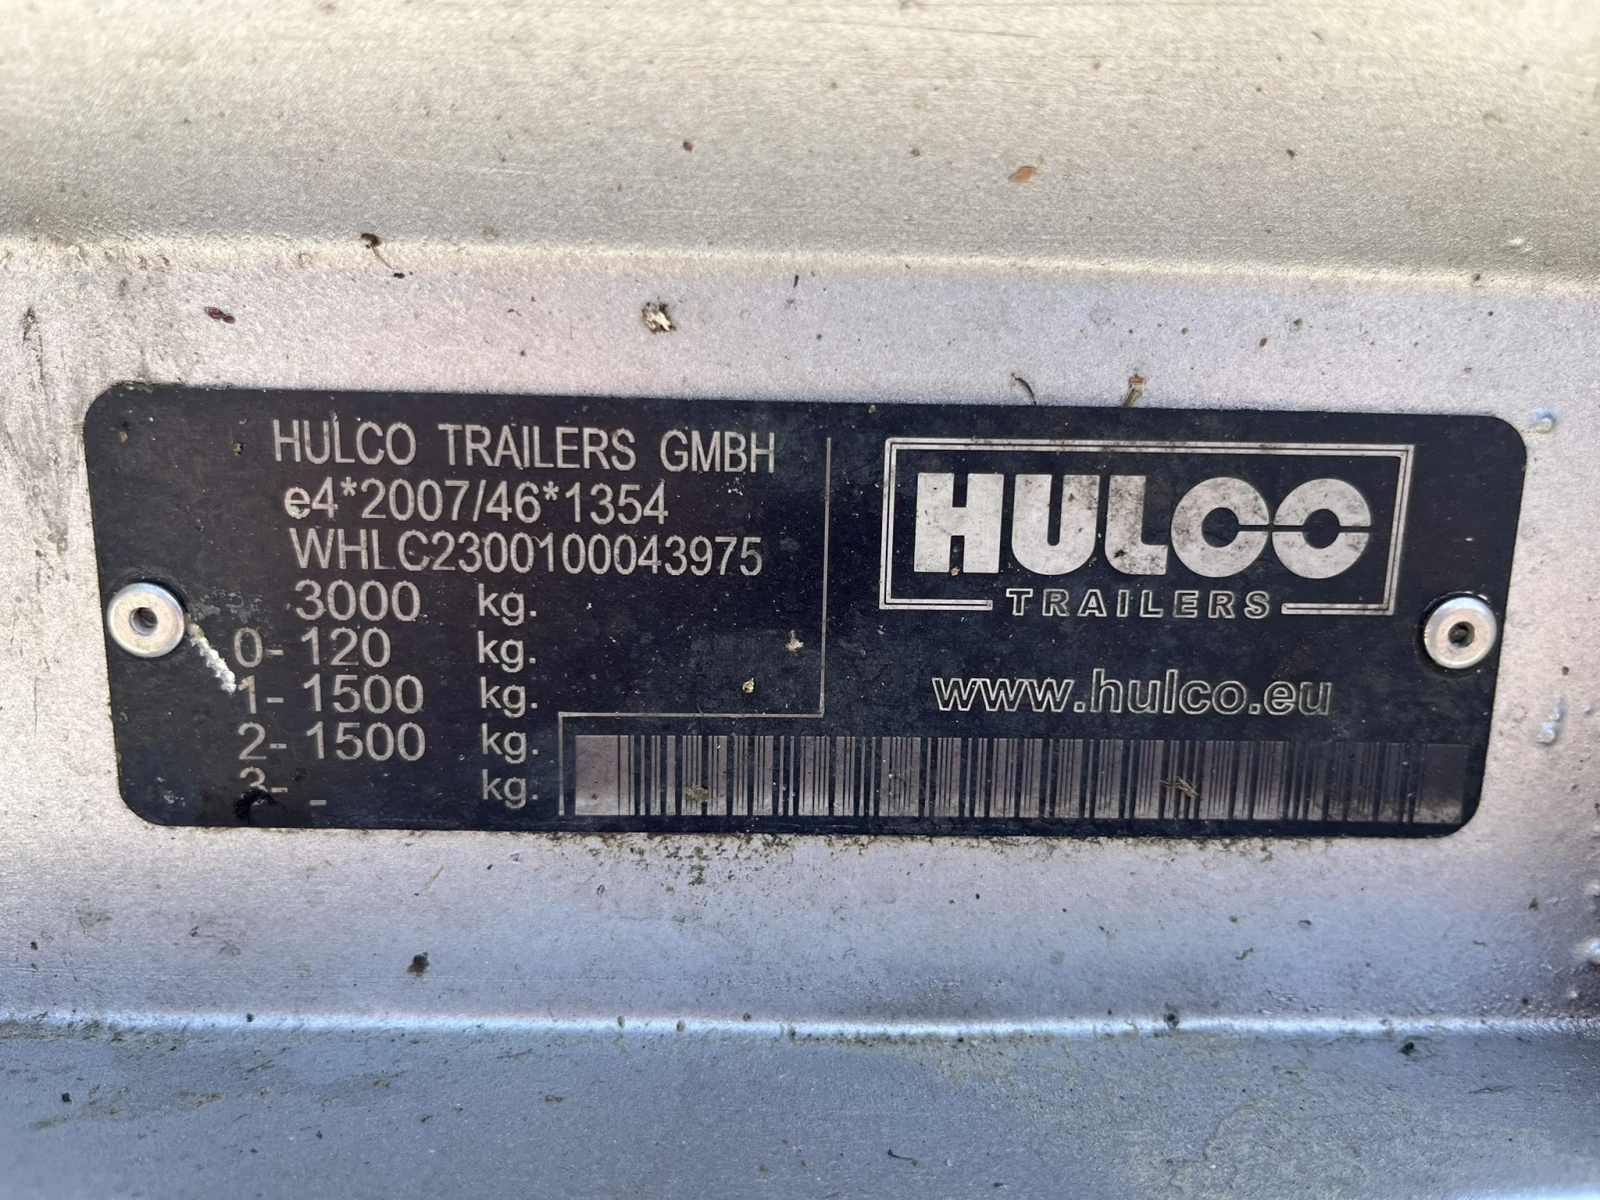 HULCO TRAILERS GMBH
e4*2007/46*1354
WHLC2300100043975
3000 kg.
0- 120 kg.
1- 1500 kg.
2- 1500 kg.
3- - kg.
HULCO
TRAILERS
www.hulco.eu